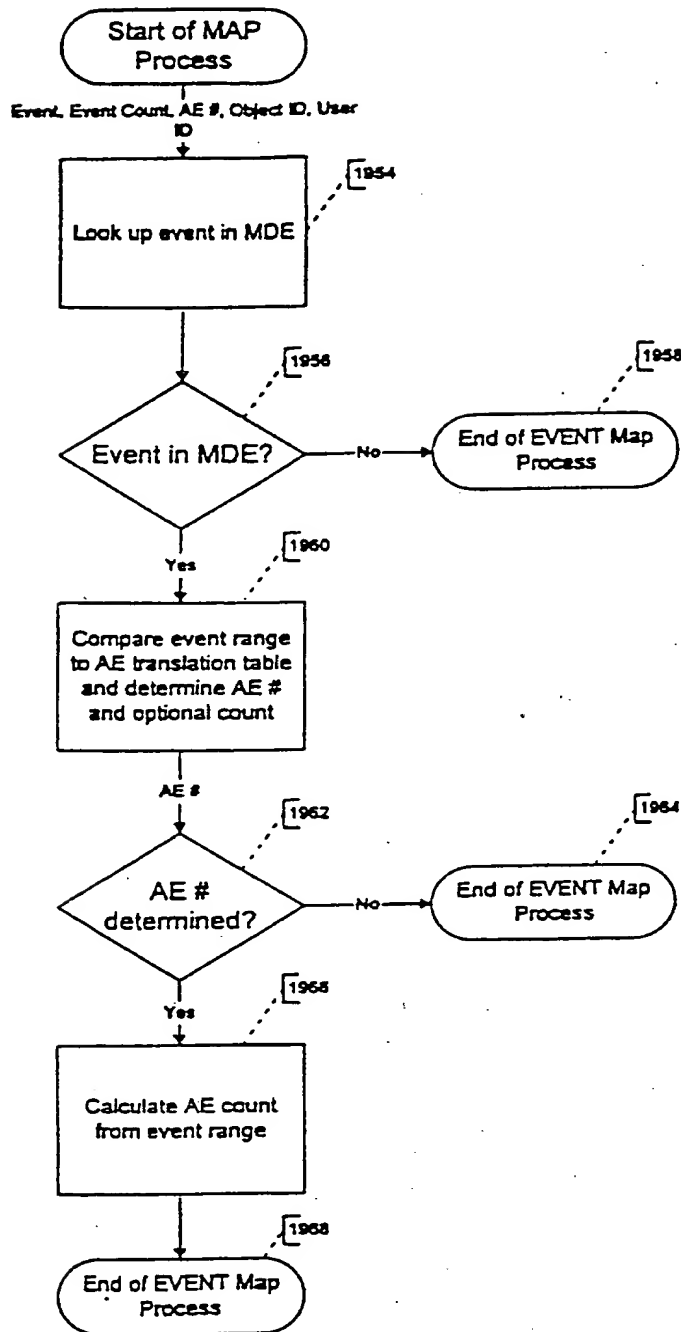 Start of MAP
Process
Event, Event Count, AE #, Object ID, User
ID
1954
Look up event in MDE
1956
1958
Event in MDE?
No
End of EVENT Map
Process
Yes
1960
Compare event range
to AE translation table
and determine AE #
and optional count
AE #
1962
1964
AE #
determined?
No
End of EVENT Map
Process
Yes
1966
Calculate AE count
from event range
1968
End of EVENT Map
Process